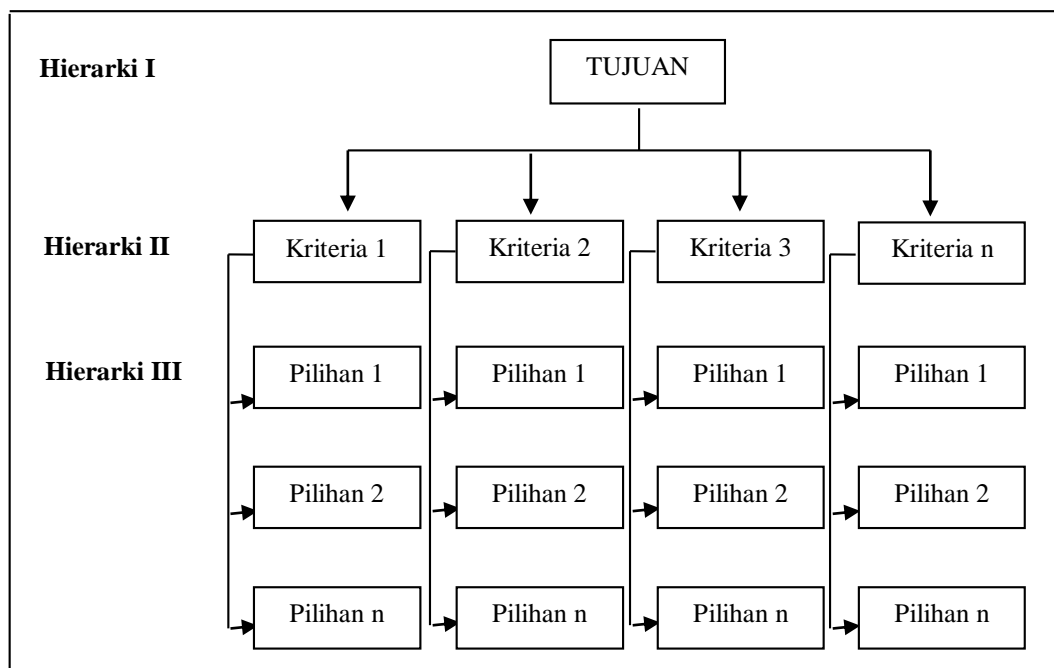 Hierarki I
TUJUAN
Hierarki II
Kriteria 1
Kriteria 2
Kriteria 3
Kriteria n
Hierarki III
Pilihan 1
Pilihan 1
Pilihan 1
Pilihan 1
Pilihan 2
Pilihan 2
Pilihan 2
Pilihan 2
Pilihan n
Pilihan n
Pilihan n
Pilihan n